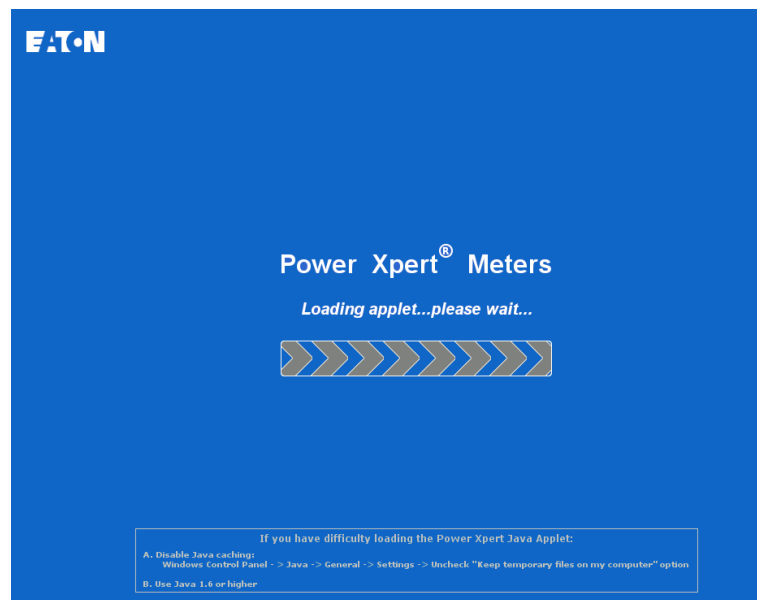 EATON
Power Xpert® Meters
Loading applet...please wait...
If you have difficulty loading the Power Xpert Java Applet:
A. Disable Java caching:
Windows Control Panel - > Java -> General -> Settings -> Uncheck "Keep temporary files on my computer" option
B. Use Java 1.6 or higher